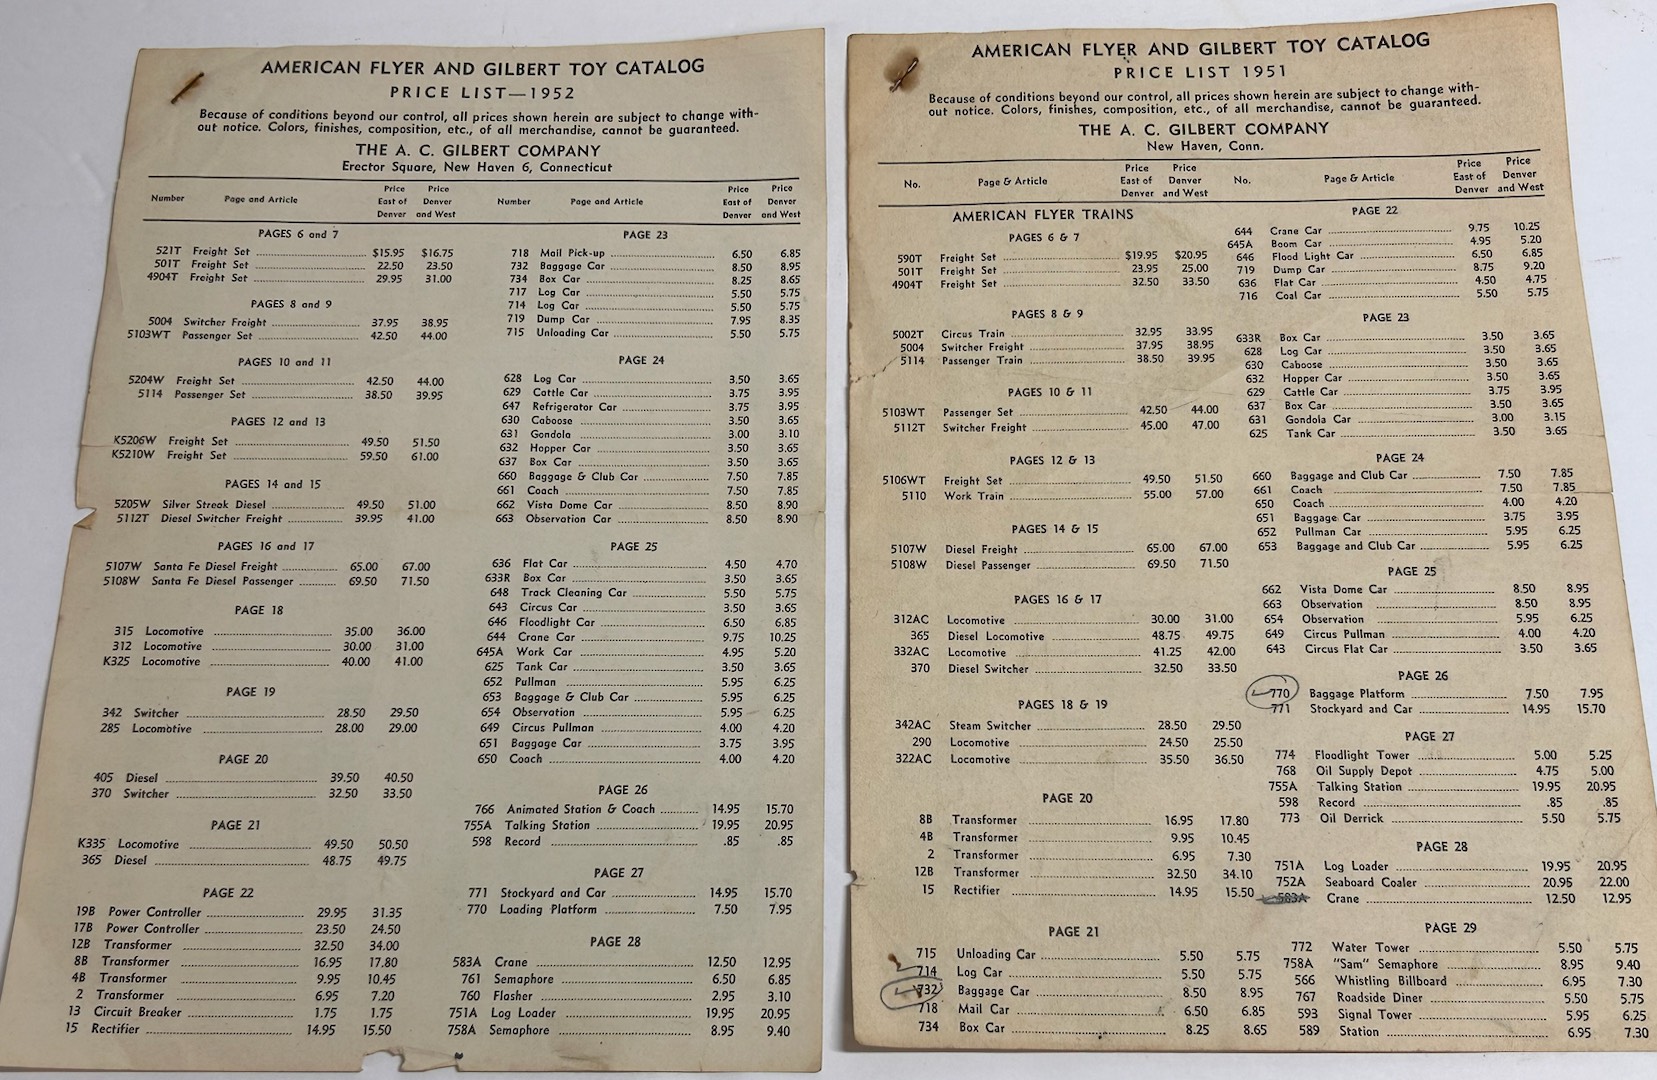 AMERICAN FLYER AND GILBERT TOY CATALOG
PRICE LIST—1952
Because of conditions beyond our control, all prices shown herein are subject to change with-
out notice. Colors, finishes, composition, etc., of all merchandise, cannot be guaranteed.
THE A. C. GILBERT COMPANY
Erector Square, New Haven 6, Connecticut
Number Page and Article Price East of Denver Price Denver and West
PAGES 6 and 7
521T Freight Set $15.95 $16.75
501T Freight Set 22.50 23.50
4904T Freight Set 29.95 31.00
PAGES 8 and 9
5004 Switcher Freight 37.95 38.95
5103WT Passenger Set 42.50 44.00
PAGES 10 and 11
5204W Freight Set 42.50 44.00
5114 Passenger Set 38.50 39.95
PAGES 12 and 13
K5206W Freight Set 49.50 51.50
K5210W Freight Set 59.50 61.00
PAGES 14 and 15
5205W Silver Streak Diesel 49.50 51.00
5112T Diesel Switcher Freight 39.95 41.00
PAGES 16 and 17
5107W Santa Fe Diesel Freight 65.00 67.00
5108W Santa Fe Diesel Passenger 69.50 71.50
PAGE 18
315 Locomotive 35.00 36.00
312 Locomotive 30.00 31.00
K325 Locomotive 40.00 41.00
PAGE 19
342 Switcher 28.50 29.50
285 Locomotive 28.00 29.00
PAGE 20
405 Diesel 39.50 40.50
370 Switcher 32.50 33.50
PAGE 21
K335 Locomotive 49.50 50.50
365 Diesel 48.75 49.75
PAGE 22
19B Power Controller 29.95 31.35
17B Power Controller 23.50 24.50
12B Transformer 32.50 34.00
8B Transformer 16.95 17.80
4B Transformer 9.95 10.45
2 Transformer 6.95 7.20
13 Circuit Breaker 1.75 1.75
15 Rectifier 14.95 15.50
Number Page and Article Price East of Denver Price Denver and West
PAGE 23
718 Mail Pick-up 6.50 6.85
732 Baggage Car 8.50 8.95
734 Box Car 8.25 8.65
717 Log Car 5.50 5.75
714 Log Car 5.50 5.75
719 Dump Car 7.95 8.35
715 Unloading Car 5.50 5.75
PAGE 24
628 Log Car 3.50 3.65
629 Cattle Car 3.75 3.95
647 Refrigerator Car 3.75 3.95
630 Caboose 3.50 3.65
631 Gondola 3.00 3.10
632 Hopper Car 3.50 3.65
637 Box Car 3.50 3.65
660 Baggage & Club Car 7.50 7.85
661 Coach 7.50 7.85
662 Vista Dome Car 8.50 8.90
663 Observation Car 8.50 8.90
PAGE 25
636 Flat Car 4.50 4.70
633R Box Car 3.50 3.65
648 Track Cleaning Car 5.50 5.75
643 Circus Car 3.50 3.65
646 Floodlight Car 6.50 6.85
644 Crane Car 9.75 10.25
645A Work Car 4.95 5.20
625 Tank Car 3.50 3.65
652 Pullman 5.95 6.25
653 Baggage & Club Car 5.95 6.25
654 Observation 5.95 6.25
649 Circus Pullman 4.00 4.20
651 Baggage Car 3.75 3.95
650 Coach 4.00 4.20
PAGE 26
766 Animated Station & Coach 14.95 15.70
755A Talking Station 19.95 20.95
598 Record .85 .85
PAGE 27
771 Stockyard and Car 14.95 15.70
770 Loading Platform 7.50 7.95
PAGE 28
583A Crane 12.50 12.95
761 Semaphore 6.50 6.85
760 Flasher 2.95 3.10
751A Log Loader 19.95 20.95
758A Semaphore 8.95 9.40
AMERICAN FLYER AND GILBERT TOY CATALOG
PRICE LIST 1951
Because of conditions beyond our control, all prices shown herein are subject to change with-
out notice. Colors, finishes, composition, etc., of all merchandise, cannot be guaranteed.
THE A. C. GILBERT COMPANY
New Haven, Conn.
No. Page & Article Price East of Denver Price Denver and West
AMERICAN FLYER TRAINS
PAGES 6 & 7
590T Freight Set $19.95 $20.95
501T Freight Set 23.95 25.00
4904T Freight Set 32.50 33.50
PAGES 8 & 9
5002T Circus Train 32.95 33.95
5004 Switcher Freight 37.95 38.95
5114 Passenger Train 38.50 39.95
PAGES 10 & 11
5103WT Passenger Set 42.50 44.00
5112T Switcher Freight 45.00 47.00
PAGES 12 & 13
5106WT Freight Set 49.50 51.50
5110 Work Train 55.00 57.00
PAGES 14 & 15
5107W Diesel Freight 65.00 67.00
5108W Diesel Passenger 69.50 71.50
PAGES 16 & 17
312AC Locomotive 30.00 31.00
365 Diesel Locomotive 48.75 49.75
332AC Locomotive 41.25 42.00
370 Diesel Switcher 32.50 33.50
PAGES 18 & 19
342AC Steam Switcher 28.50 29.50
290 Locomotive 24.50 25.50
322AC Locomotive 35.50 36.50
PAGE 20
8B Transformer 16.95 17.80
4B Transformer 9.95 10.45
2 Transformer 6.95 7.30
12B Transformer 32.50 34.10
15 Rectifier 14.95 15.50
PAGE 21
715 Unloading Car 5.50 5.75
714 Log Car 5.50 5.75
732 Baggage Car 8.50 8.95
718 Mail Car 6.50 6.85
734 Box Car 8.25 8.65
No. Page & Article Price East of Denver Price Denver and West
PAGE 22
644 Crane Car 9.75 10.25
645A Boom Car 4.95 5.20
646 Flood Light Car 6.50 6.85
719 Dump Car 8.75 9.20
636 Flat Car 4.50 4.75
716 Coal Car 5.50 5.75
PAGE 23
633R Box Car 3.50 3.65
628 Log Car 3.50 3.65
630 Caboose 3.50 3.65
632 Hopper Car 3.50 3.65
629 Cattle Car 3.75 3.95
637 Box Car 3.50 3.65
631 Gondola Car 3.00 3.15
625 Tank Car 3.50 3.65
PAGE 24
660 Baggage and Club Car 7.50 7.85
661 Coach 7.50 7.85
650 Coach 4.00 4.20
651 Baggage Car 3.75 3.95
652 Pullman Car 5.95 6.25
653 Baggage and Club Car 5.95 6.25
PAGE 25
662 Vista Dome Car 8.50 8.95
663 Observation 8.50 8.95
654 Observation 5.95 6.25
649 Circus Pullman 4.00 4.20
643 Circus Flat Car 3.50 3.65
PAGE 26
770 Baggage Platform 7.50 7.95
771 Stockyard and Car 14.95 15.70
PAGE 27
774 Floodlight Tower 5.00 5.25
768 Oil Supply Depot 4.75 5.00
755A Talking Station 19.95 20.95
598 Record .85 .85
773 Oil Derrick 5.50 5.75
PAGE 28
751A Log Loader 19.95 20.95
752A Seaboard Coaler 20.95 22.00
583A Crane 12.50 12.95
PAGE 29
772 Water Tower 5.50 5.75
758A "Sam" Semaphore 8.95 9.40
566 Whistling Billboard 6.95 7.30
767 Roadside Diner 5.50 5.75
593 Signal Tower 5.95 6.25
589 Station 6.95 7.30